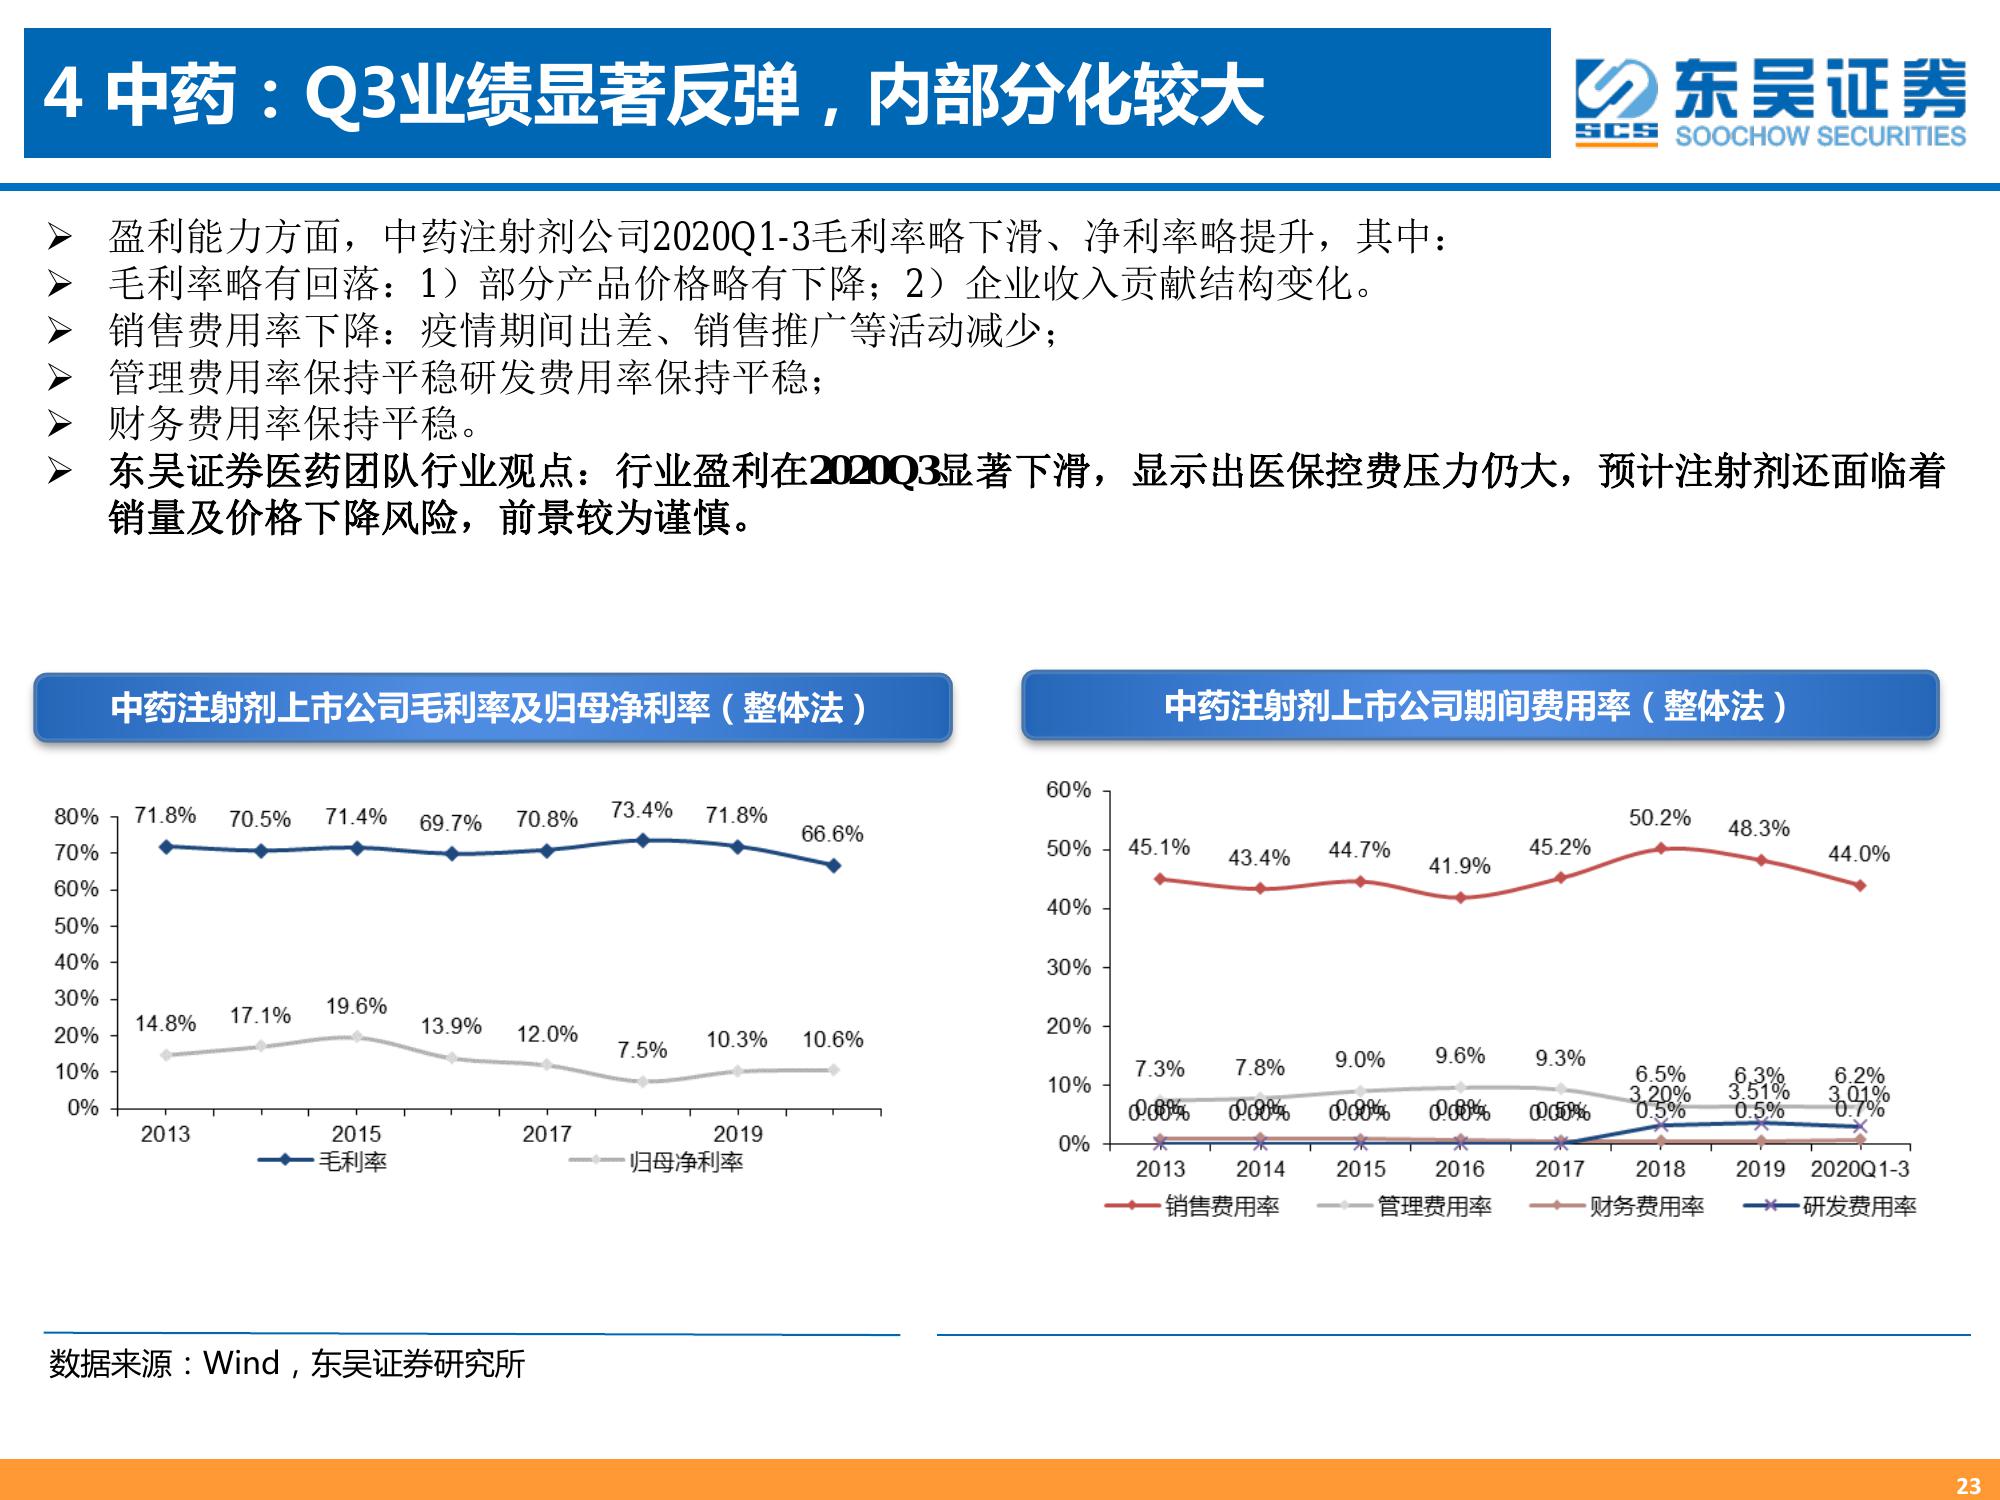 4 中药：Q3业绩显著反弹，内部分化较大
东吴证券
SCS
SOOCHOW SECURITIES
➢ 盈利能力方面，中药注射剂公司2020Q1-3毛利率略下滑、净利率略提升，其中：
➢ 毛利率略有回落：1）部分产品价格略有下降；2）企业收入贡献结构变化。
➢ 销售费用率下降：疫情期间出差、销售推广等活动减少；
➢ 管理费用率保持平稳研发费用率保持平稳；
➢ 财务费用率保持平稳。
➢ 东吴证券医药团队行业观点：行业盈利在2020Q3显著下滑，显示出医保控费压力仍大，预计注射剂还面临着
销量及价格下降风险，前景较为谨慎。
中药注射剂上市公司毛利率及归母净利率（整体法）
80%
70%
60%
50%
40%
30%
20%
10%
0%
71.8% 70.5% 71.4% 69.7% 70.8% 73.4% 71.8% 66.6%
14.8% 17.1% 19.6% 13.9% 12.0% 7.5% 10.3% 10.6%
2013 2015 2017 2019
毛利率 归母净利率
中药注射剂上市公司期间费用率（整体法）
60%
50%
40%
30%
20%
10%
0%
45.1% 43.4% 44.7% 41.9% 45.2% 50.2% 48.3% 44.0%
7.3% 7.8% 9.0% 9.6% 9.3% 6.5% 6.3% 6.2%
0.8% 0.9% 0.9% 0.8% 0.5% 0.5% 0.5% 0.7%
0.00% 0.00% 0.00% 0.00% 0.00% 3.20% 3.51% 3.01%
2013 2014 2015 2016 2017 2018 2019 2020Q1-3
销售费用率 管理费用率 财务费用率 研发费用率
数据来源：Wind，东吴证券研究所
23